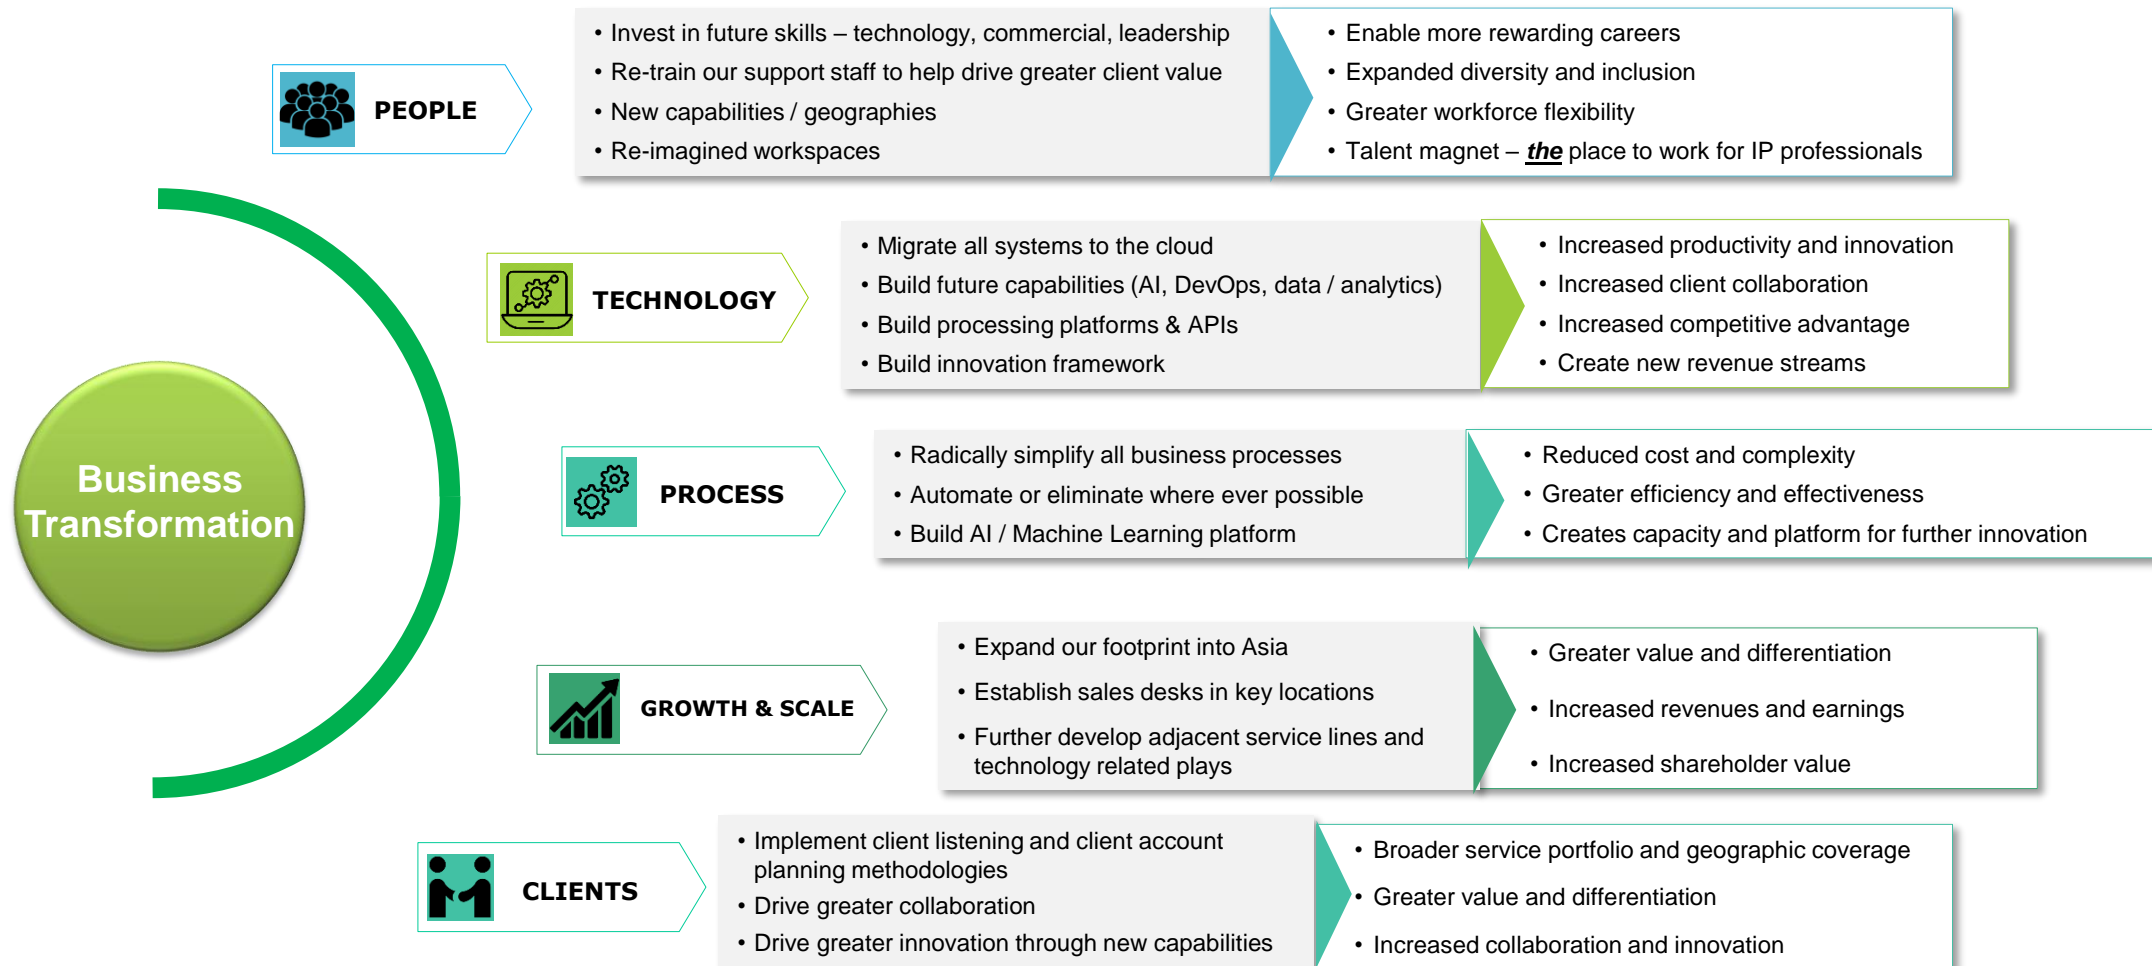 Business
Transformation
PEOPLE
• Invest in future skills – technology, commercial, leadership
• Re-train our support staff to help drive greater client value
• New capabilities / geographies
• Re-imagined workspaces
• Enable more rewarding careers
• Expanded diversity and inclusion
• Greater workforce flexibility
• Talent magnet – the place to work for IP professionals
TECHNOLOGY
• Migrate all systems to the cloud
• Build future capabilities (AI, DevOps, data / analytics)
• Build processing platforms & APIs
• Build innovation framework
• Increased productivity and innovation
• Increased client collaboration
• Increased competitive advantage
• Create new revenue streams
PROCESS
• Radically simplify all business processes
• Automate or eliminate where ever possible
• Build AI / Machine Learning platform
• Reduced cost and complexity
• Greater efficiency and effectiveness
• Creates capacity and platform for further innovation
GROWTH & SCALE
• Expand our footprint into Asia
• Establish sales desks in key locations
• Further develop adjacent service lines and
technology related plays
• Greater value and differentiation
• Increased revenues and earnings
• Increased shareholder value
CLIENTS
• Implement client listening and client account
planning methodologies
• Drive greater collaboration
• Drive greater innovation through new capabilities
• Broader service portfolio and geographic coverage
• Greater value and differentiation
• Increased collaboration and innovation